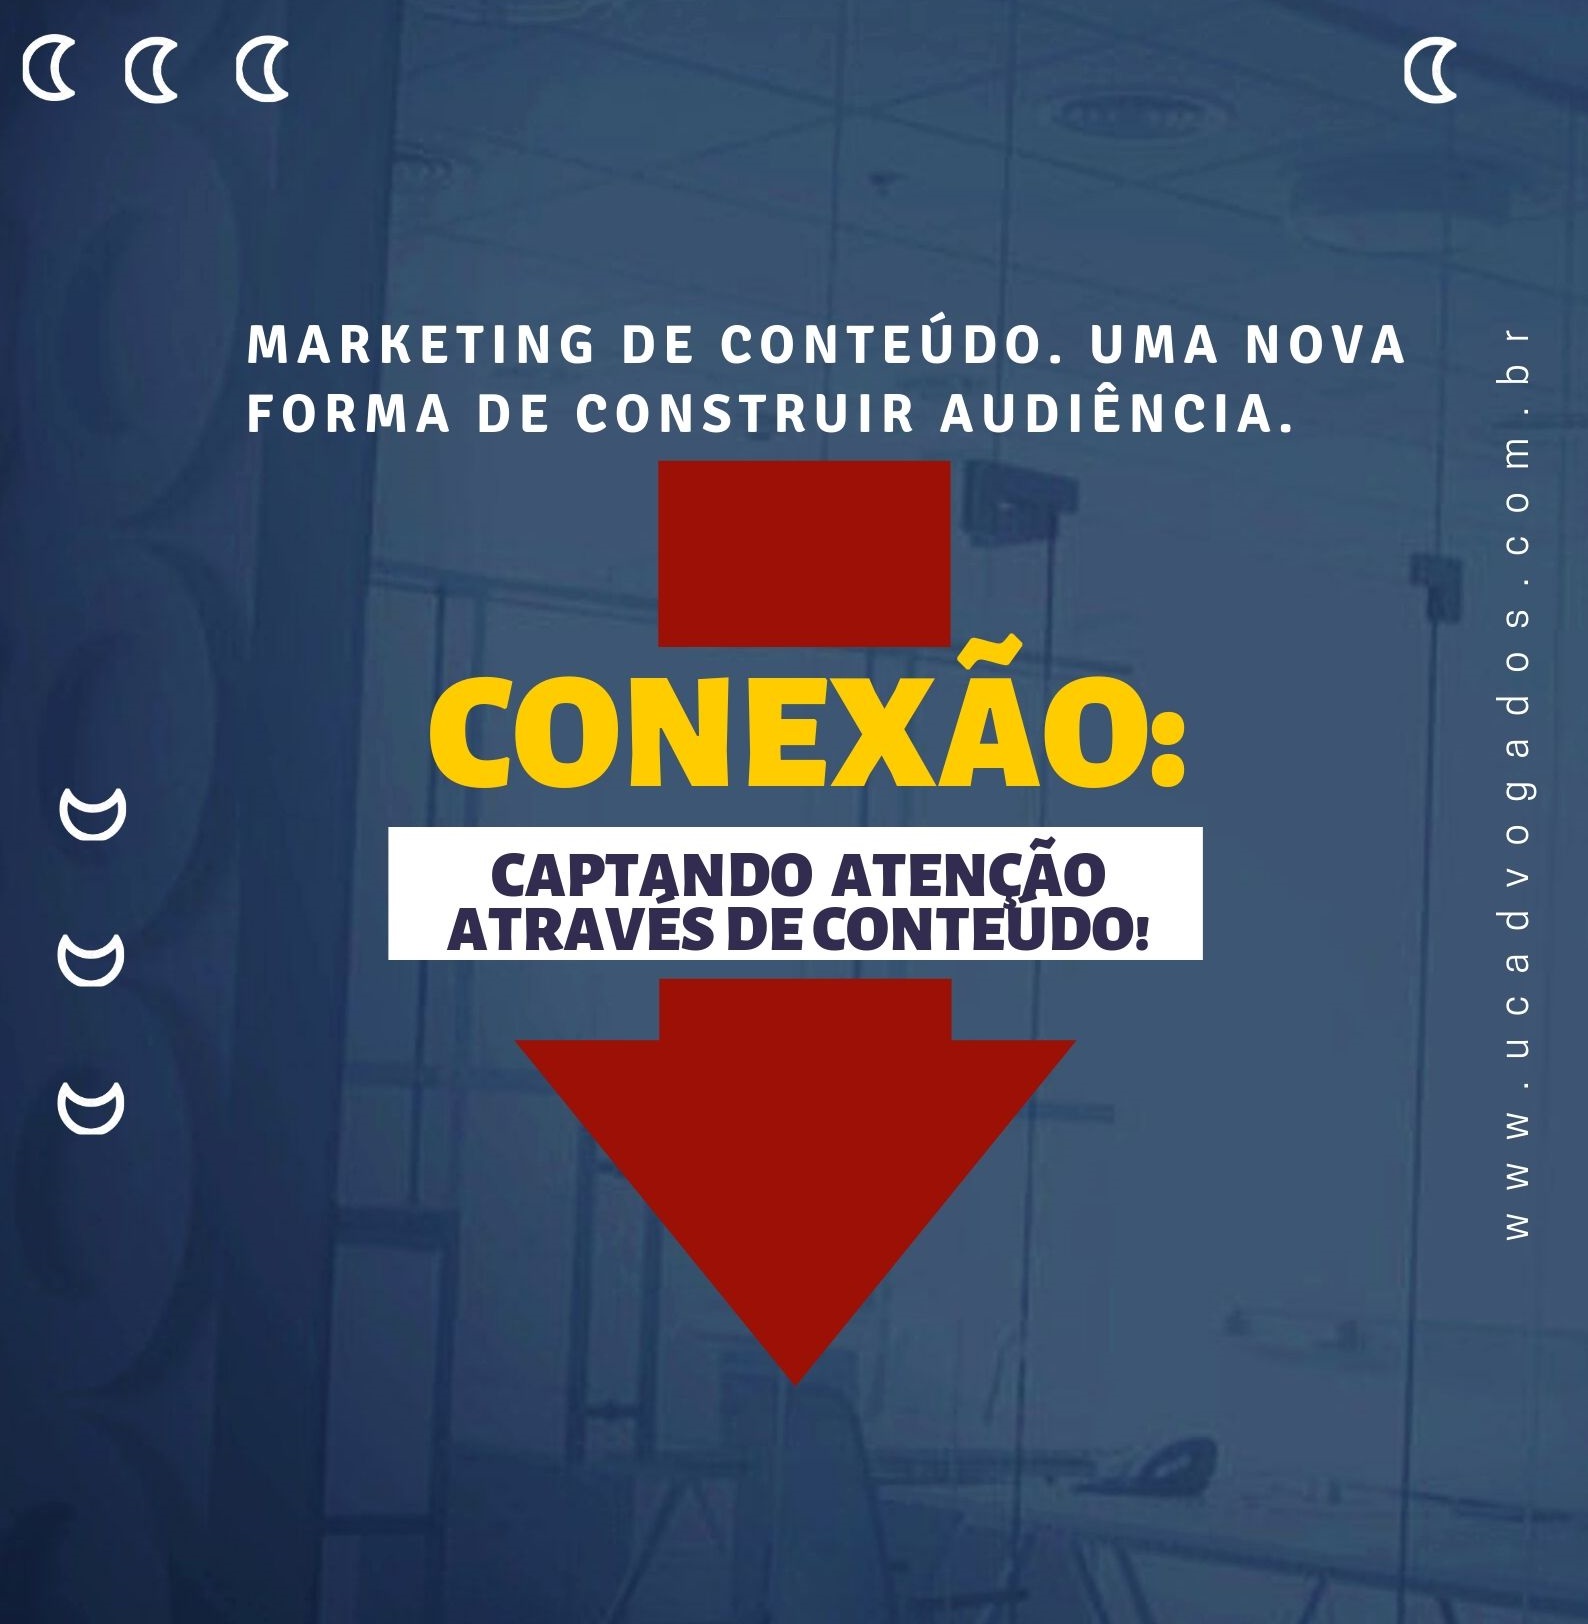 MARKETING DE CONTEÚDO. UMA NOVA
FORMA DE CONSTRUIR AUDIÊNCIA.
CONEXÃO:
CAPTANDO ATENÇÃO
ATRAVÉS DE CONTEÚDO!
www.ucadvogados.com.br